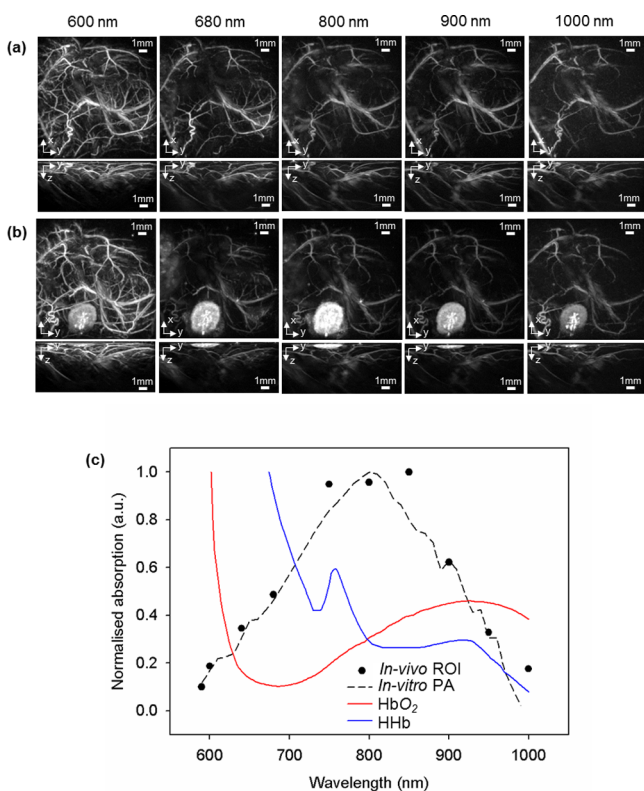 600 nm 680 nm 800 nm 900 nm 1000 nm
(a)
1mm 1mm 1mm 1mm 1mm
x y x y x y x y x y
y z y z y z y z y z
1mm 1mm 1mm 1mm 1mm
(b)
1mm 1mm 1mm 1mm 1mm
x y x y x y x y x y
y z y z y z y z y z
1mm 1mm 1mm 1mm 1mm
(c)
Normalised absorption (a.u.)
1.0
0.8
0.6
0.4
0.2
0.0
In-vivo ROI
In-vitro PA
HbO2
HHb
600 700 800 900 1000
Wavelength (nm)